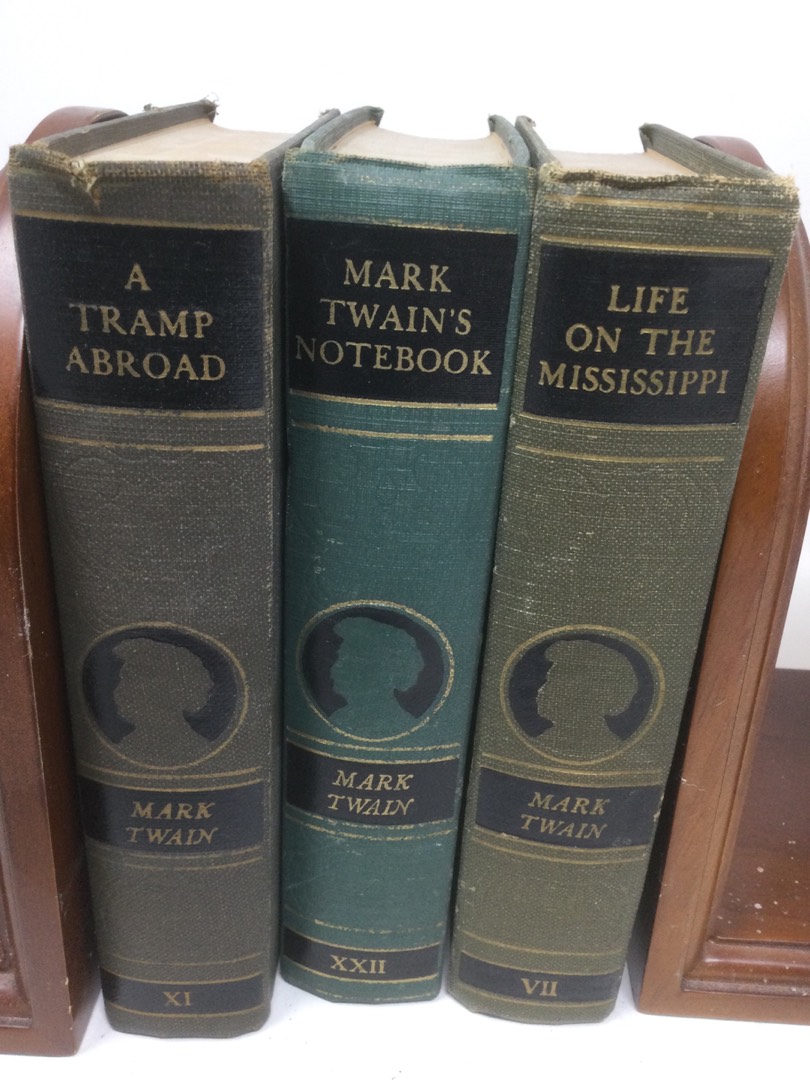 A
TRAMP
ABROAD
MARK
TWAIN
XI
MARK
TWAIN'S
NOTEBOOK
MARK
TWAIN
XXII
LIFE
ON THE
MISSISSIPPI
MARK
TWAIN
VII